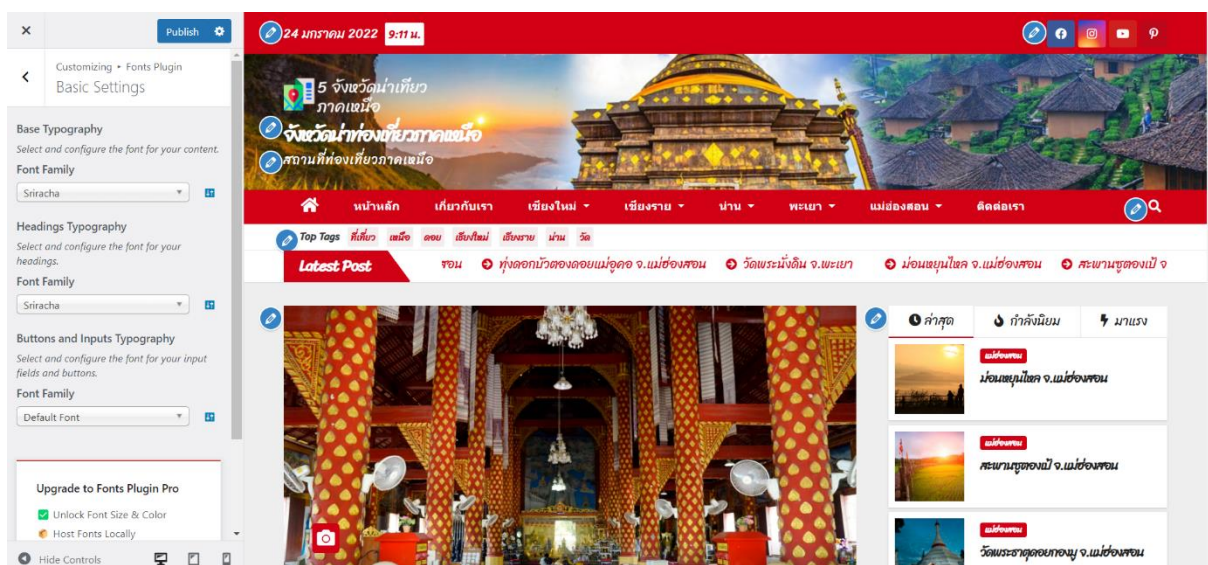 Publish
Customizing • Fonts Plugin
Basic Settings
Base Typography
Select and configure the font for your content.
Font Family
Sriracha
Headings Typography
Select and configure the font for your
headings.
Font Family
Sriracha
Buttons and Inputs Typography
Select and configure the font for your input
fields and buttons.
Font Family
Default Font
Upgrade to Fonts Plugin Pro
Unlock Font Size & Color
Host Fonts Locally
Hide Controls
24 มกราคม 2022 9:11 น.
5 จังหวัดน่าเที่ยว
ภาคเหนือ
จังหวัดน่าท่องเที่ยวภาคเหนือ
สถานที่ท่องเที่ยวภาคเหนือ
หน้าหลัก เกี่ยวกับเรา เชียงใหม่ เชียงราย น่าน พะเยา แม่ฮ่องสอน ติดต่อเรา
Top Tags ที่เที่ยว เหนือ ดอย เชียงใหม่ เชียงราย น่าน วัด
Latest Post ฮอน ทุ่งดอกบัวตองดอยแม่อูคอ จ.แม่ฮ่องสอน วัดพระนั่งดิน จ.พะเยา ม่อนหยุนไหล จ.แม่ฮ่องสอน สะพานซูตองเป้ จ
ล่าสุด กำลังนิยม มาแรง
แม่ฮ่องสอน
ม่อนหยุนไหล จ.แม่ฮ่องสอน
แม่ฮ่องสอน
สะพานซูตองเป้ จ.แม่ฮ่องสอน
แม่ฮ่องสอน
วัดพระธาตุดอยกองมู จ.แม่ฮ่องสอน